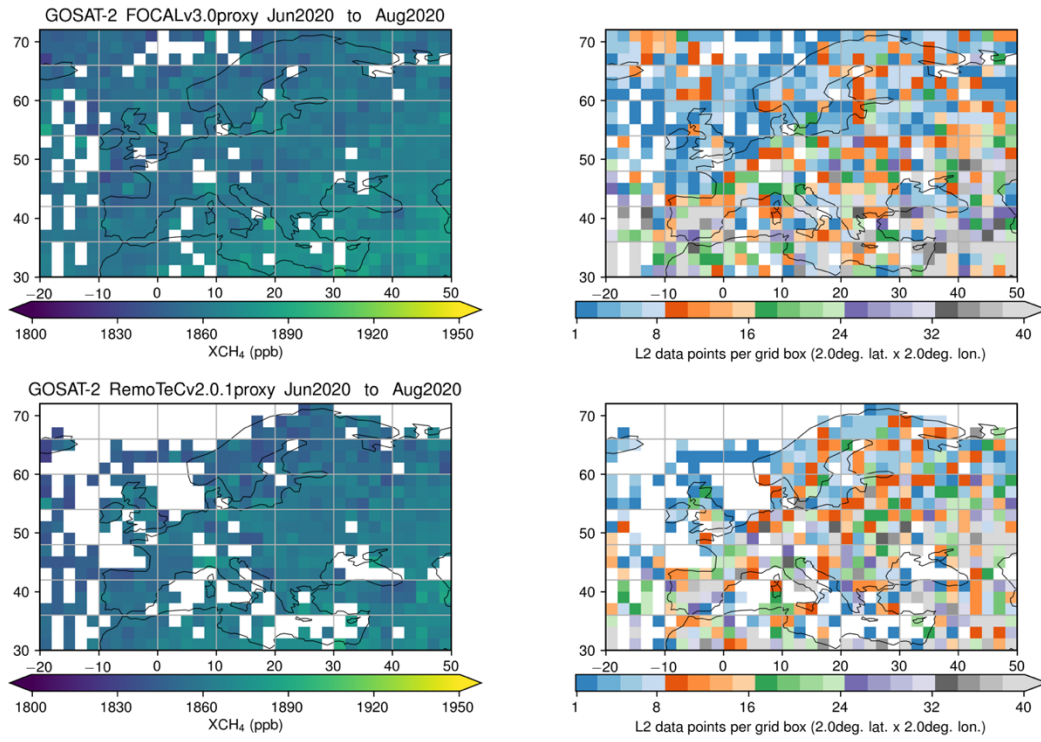 GOSAT-2 FOCALv3.0proxy Jun2020 to Aug2020
70
60
50
40
30
−20 −10 0 10 20 30 40 50
1800 1830 1860 1890 1920 1950
XCH₄ (ppb)
70
60
50
40
30
−20 −10 0 10 20 30 40 50
1 8 16 24 32 40
L2 data points per grid box (2.0deg. lat. x 2.0deg. lon.)
GOSAT-2 RemoTeCv2.0.1proxy Jun2020 to Aug2020
70
60
50
40
30
−20 −10 0 10 20 30 40 50
1800 1830 1860 1890 1920 1950
XCH₄ (ppb)
70
60
50
40
30
−20 −10 0 10 20 30 40 50
1 8 16 24 32 40
L2 data points per grid box (2.0deg. lat. x 2.0deg. lon.)